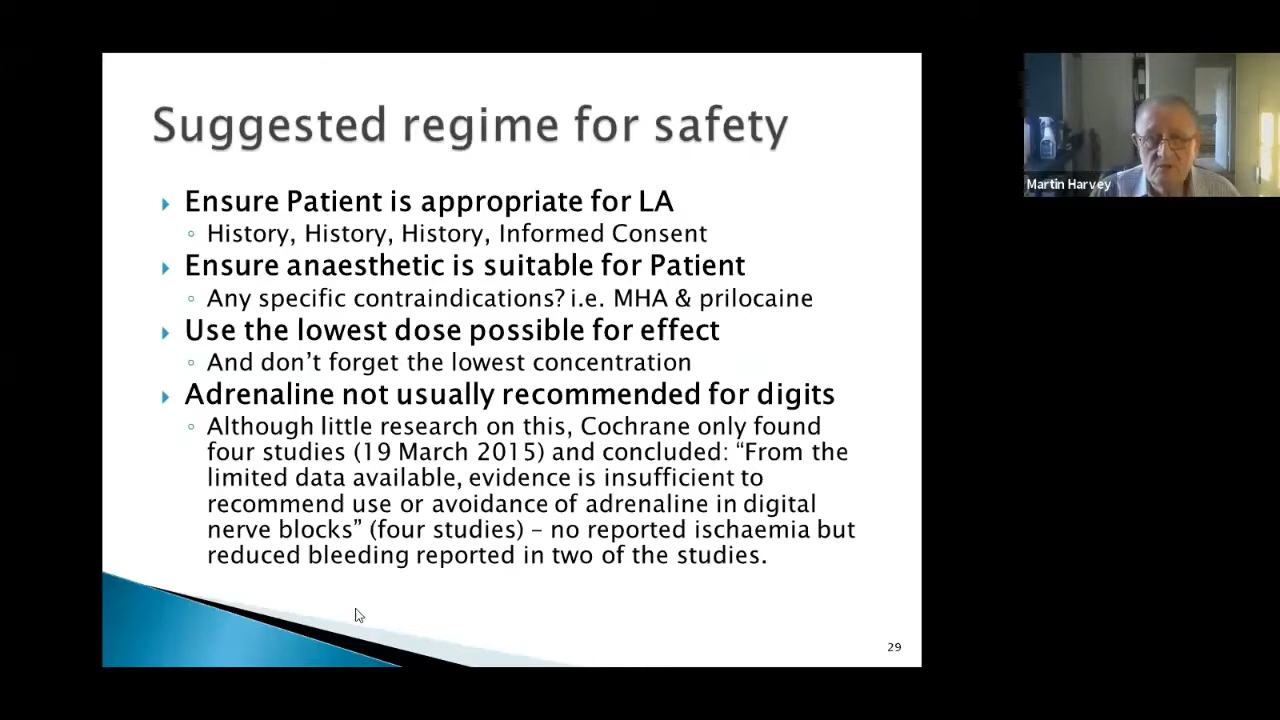 Suggested regime for safety
Ensure Patient is appropriate for LA
History, History, History, Informed Consent
Ensure anaesthetic is suitable for Patient
Any specific contraindications? i.e. MHA & prilocaine
Use the lowest dose possible for effect
And don’t forget the lowest concentration
Adrenaline not usually recommended for digits
Although little research on this, Cochrane only found
four studies (19 March 2015) and concluded: “From the
limited data available, evidence is insufficient to
recommend use or avoidance of adrenaline in digital
nerve blocks” (four studies) – no reported ischaemia but
reduced bleeding reported in two of the studies.
29
Martin Harvey